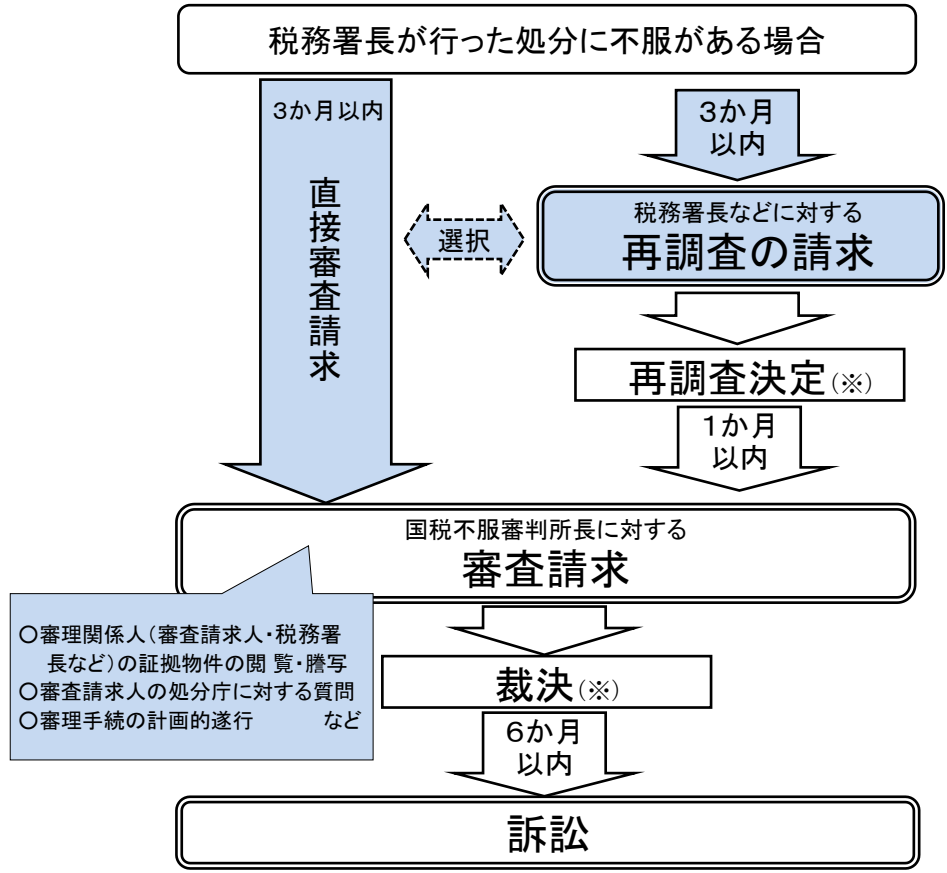 税務署長が行った処分に不服がある場合
3か月以内
直接審査請求
3か月
以内
選択
税務署長などに対する
再調査の請求
再調査決定(※)
1か月
以内
国税不服審判所長に対する
審査請求
○審理関係人(審査請求人・税務署
長など)の証拠物件の閲 覧・謄写
○審査請求人の処分庁に対する質問
○審理手続の計画的遂行　　　など
裁決(※)
6か月
以内
訴訟